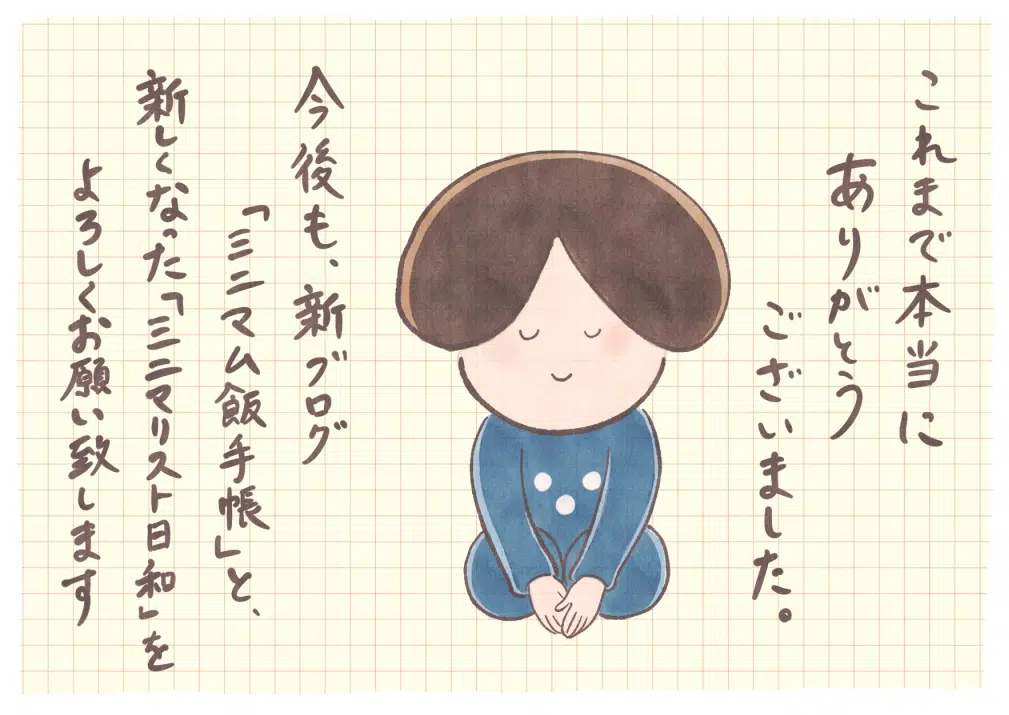 これまで本当に
ありがとう
ございました。
今後も、新ブログ
「ミニマム飯手帳」と、
新しくなった「ミニマリスト日和」を
よろしくお願い致します